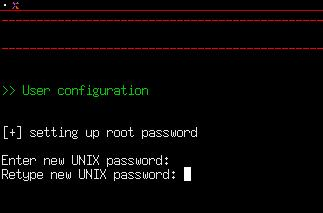 >> User configuration
[+] setting up root password
Enter new UNIX password:
Retype new UNIX password: